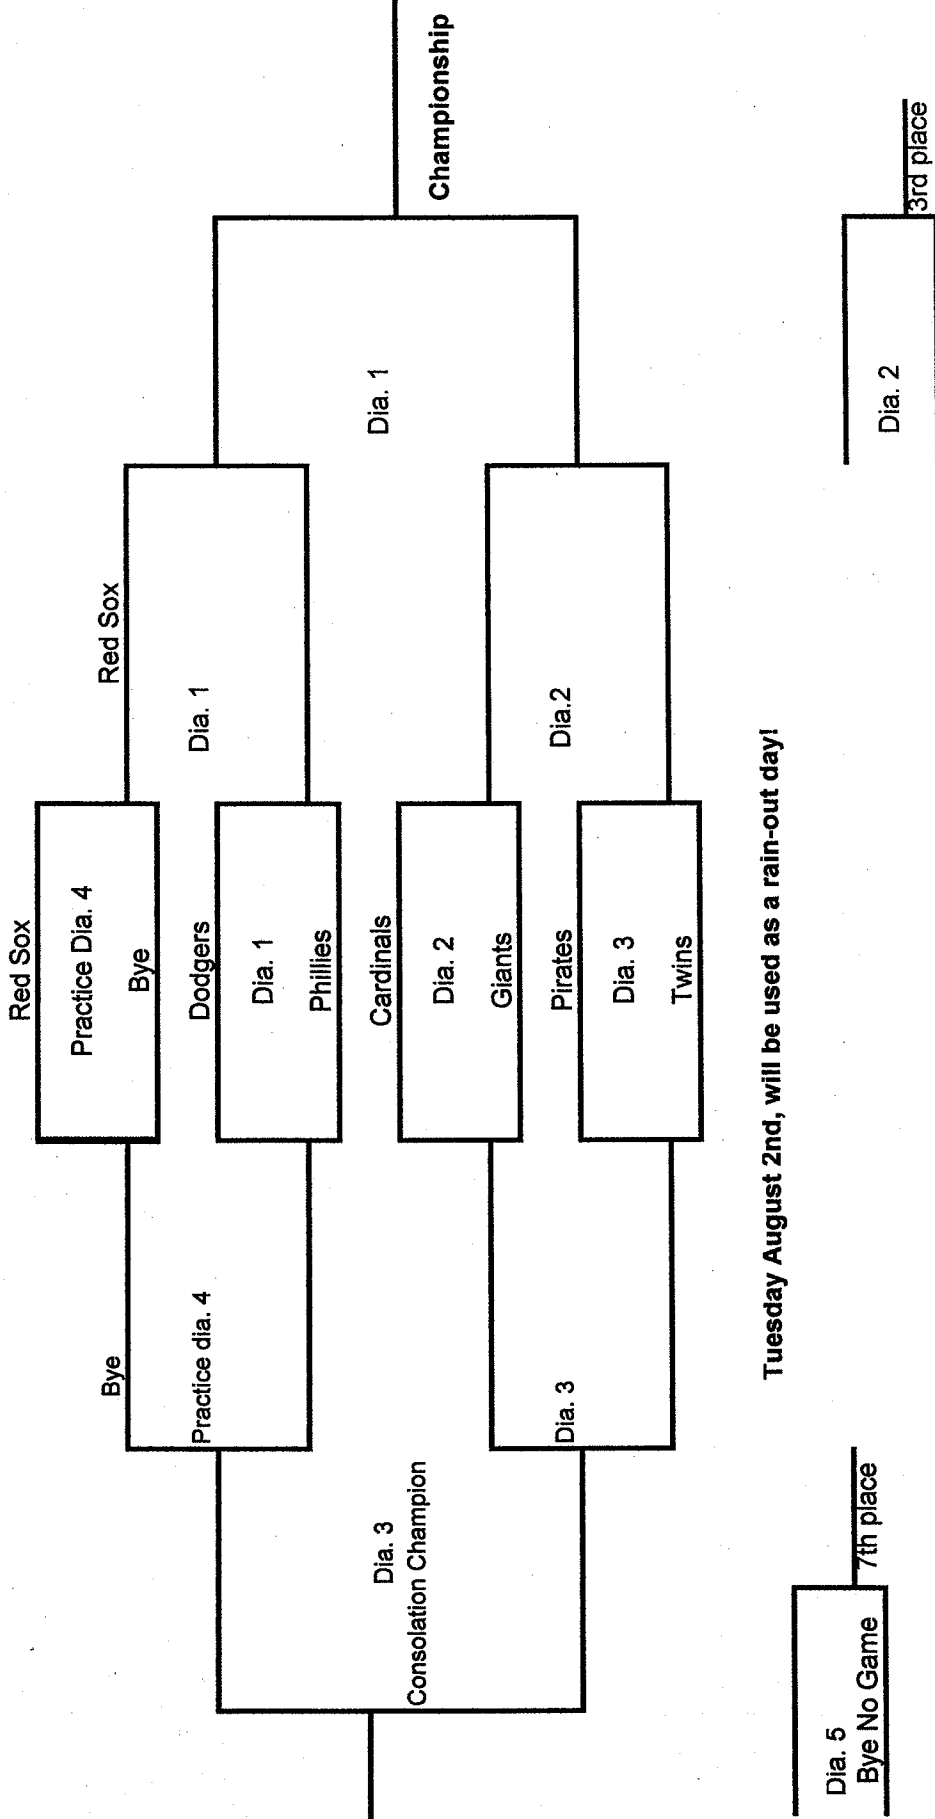 Red Sox
Practice Dia. 4
Bye
Dodgers
Dia. 1
Phillies
Cardinals
Dia. 2
Giants
Pirates
Dia. 3
Twins
Red Sox
Dia. 1
Dia.2
Dia. 1
Championship
Bye
Practice dia. 4
Dia. 3
Dia. 3
Consolation Champion
Tuesday August 2nd, will be used as a rain-out day!
Dia. 5
Bye No Game
7th place
Dia. 2
3rd place